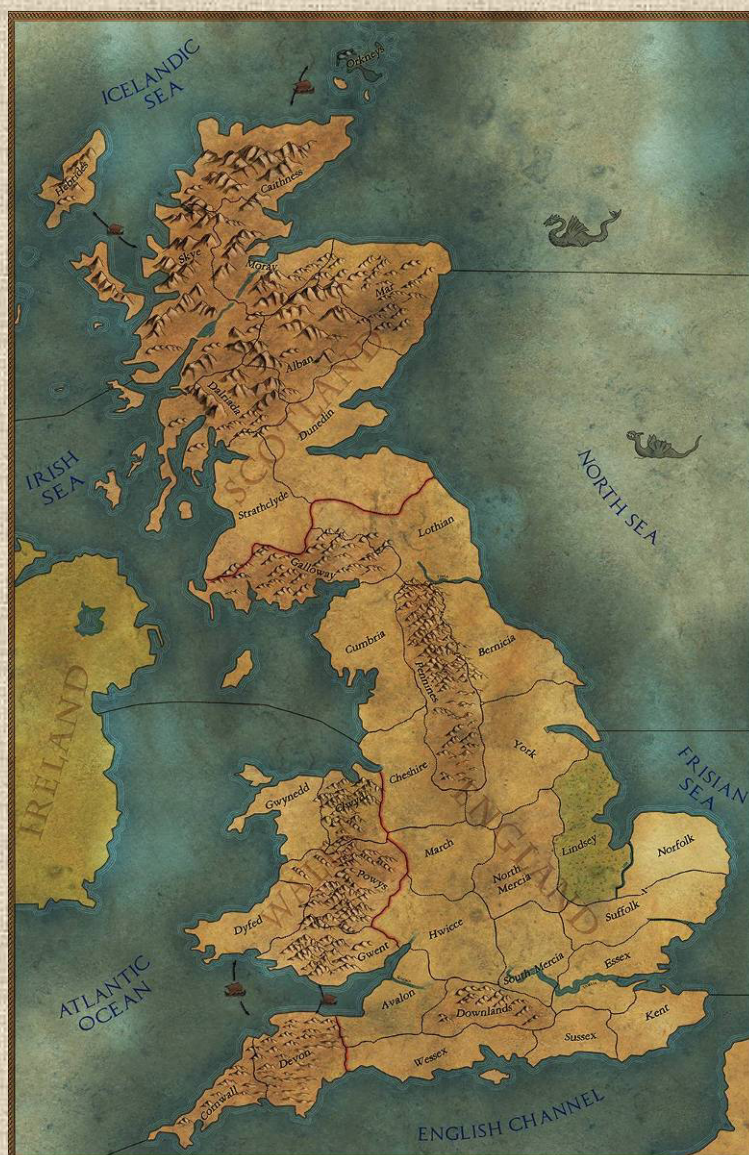 ICELANDIC
SEA
Orkneys
Hebrides
Caithness
Skye
Moray
Mar
Alban
Dalriada
SCOTLAND
Dunedin
IRISH
SEA
NORTH SEA
Strathclyde
Lothian
Galloway
Cumbria
Bernicia
Pennines
IRELAND
York
Cheshire
FRISIAN
SEA
Gwynedd
Clwyd
ENGLAND
March
Lindsey
Norfolk
North
Mercia
Powys
WALES
Suffolk
Dyfed
Hwicce
Gwent
Essex
South Mercia
ATLANTIC
OCEAN
Avalon
Downlands
Kent
Sussex
Wessex
Devon
Cornwall
ENGLISH CHANNEL